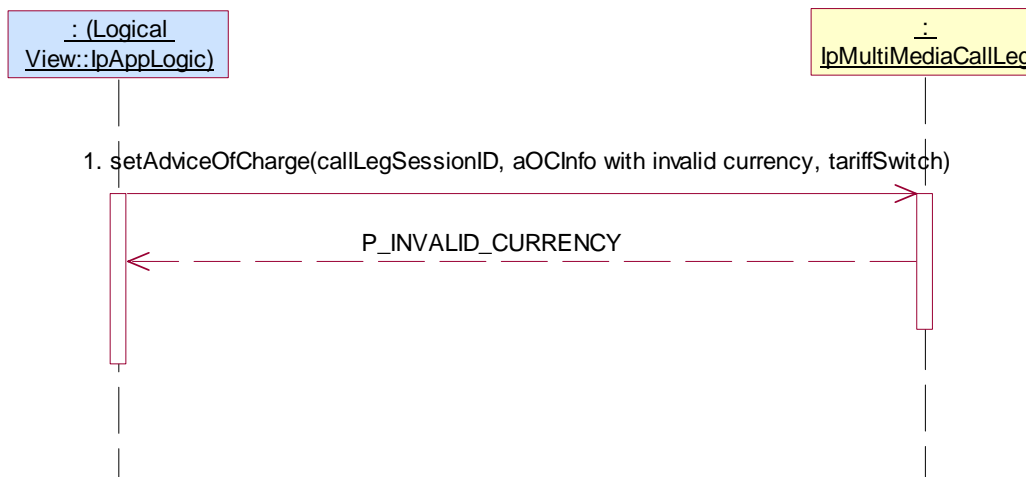 : (Logical
View::IpAppLogic)
:
IpMultiMediaCallLeg
1. setAdviceOfCharge(callLegSessionID, aOCInfo with invalid currency, tariffSwitch)
P_INVALID_CURRENCY